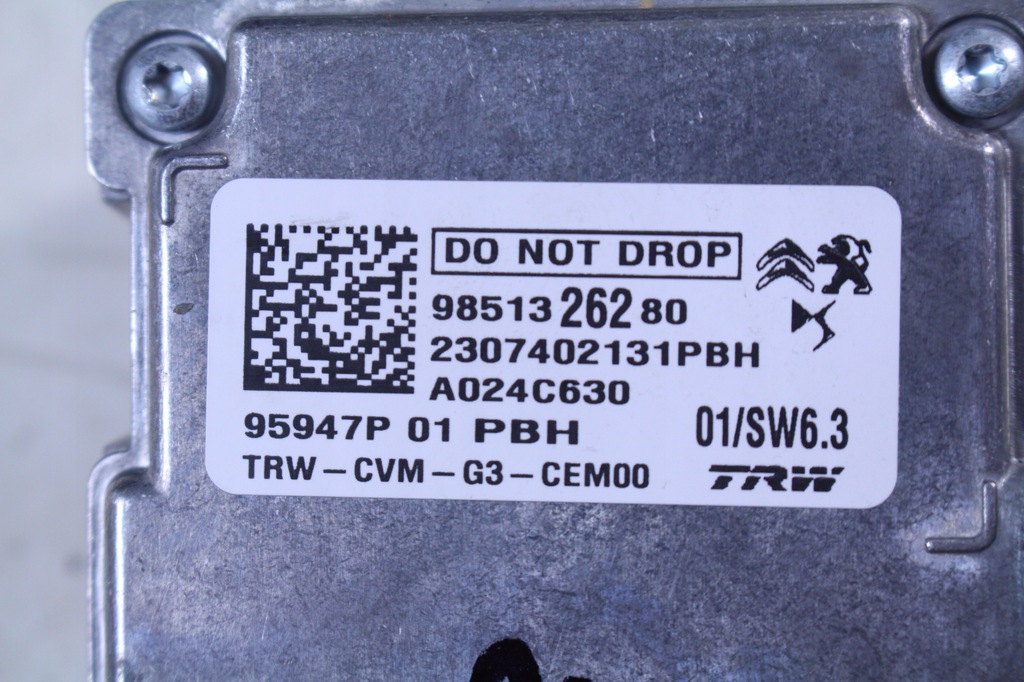 DO NOT DROP
98513 262 80
2307402131PBH
A024C630
95947P 01 PBH
01/SW6.3
TRW-CVM-G3-CEM00
TRW